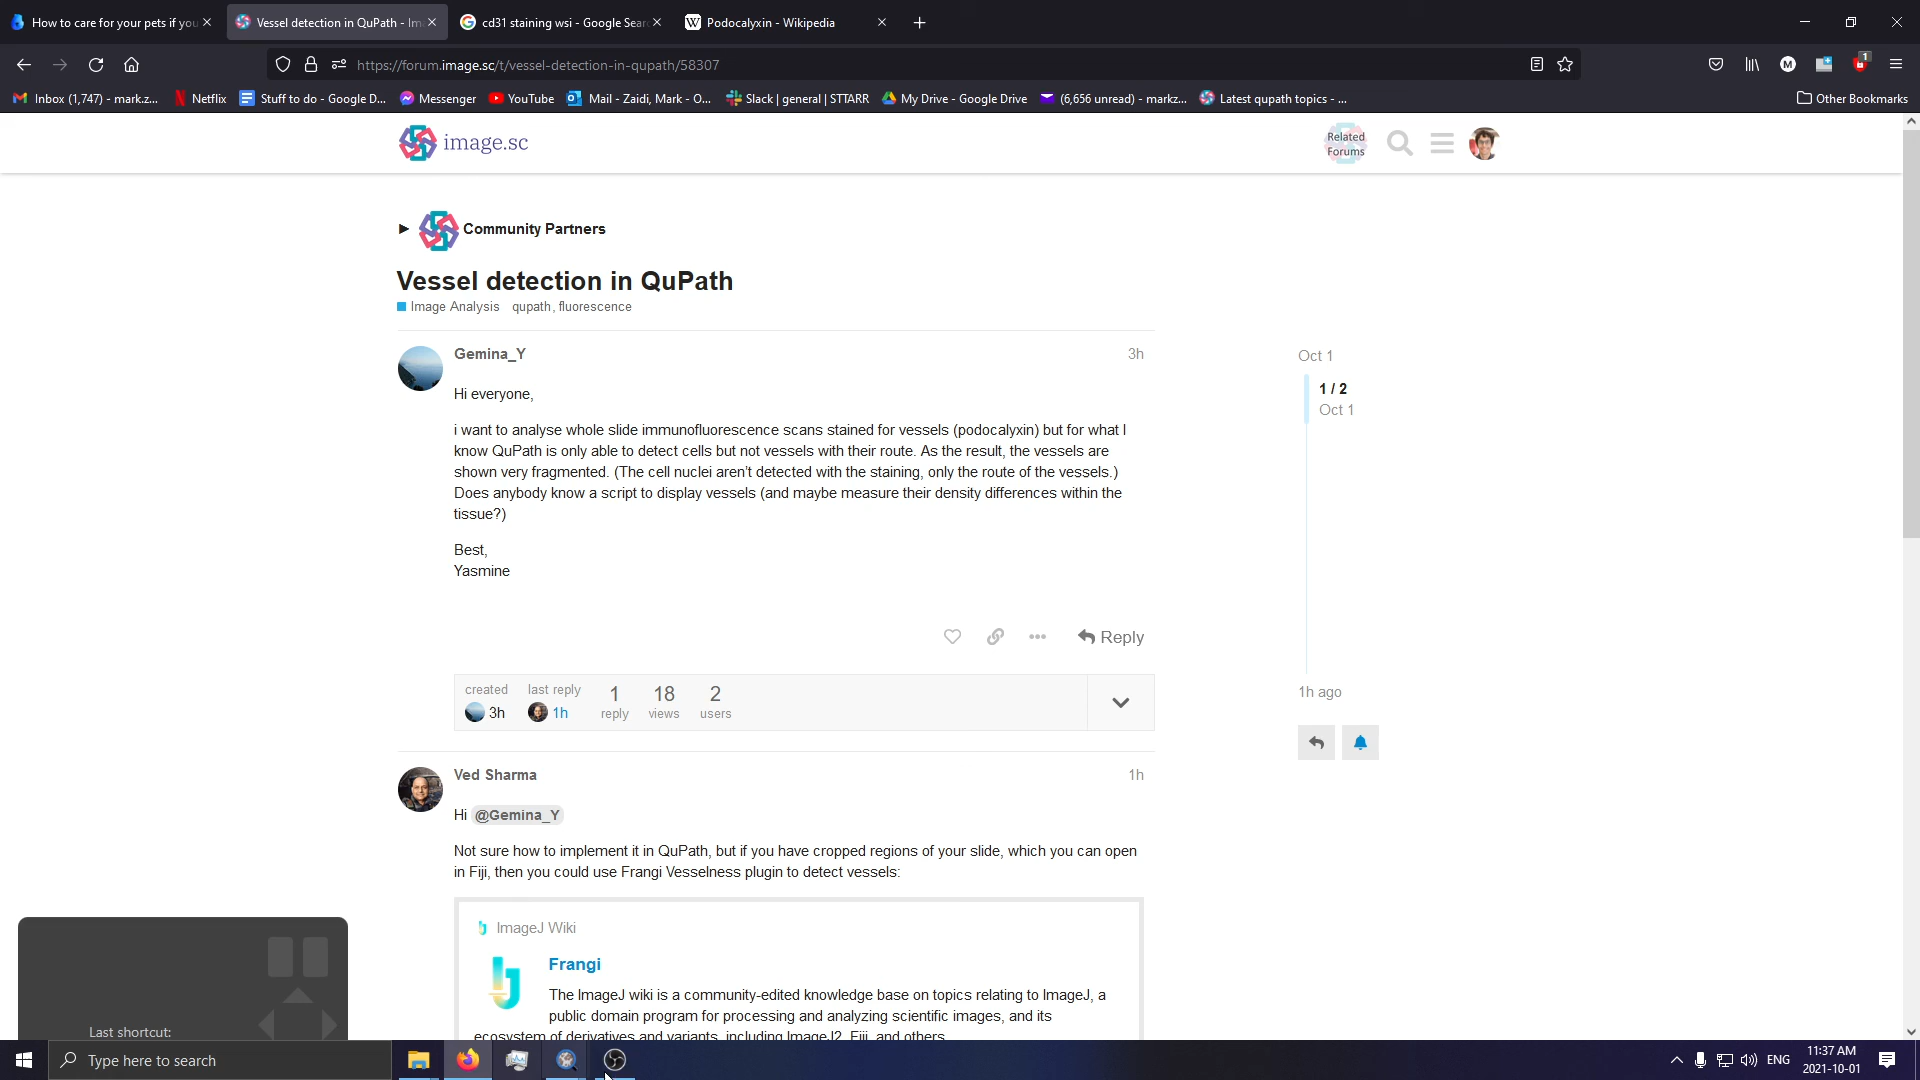 How to care for your pets if you
Vessel detection in QuPath - Im
cd31 staining wsi - Google Sear
Podocalyxin - Wikipedia
https://forum.image.sc/t/vessel-detection-in-qupath/58307
M
1
Inbox (1,747) - mark.z...
Netflix
Stuff to do - Google D...
Messenger
YouTube
Mail - Zaidi, Mark - O...
Slack | general | STTARR
My Drive - Google Drive
(6,656 unread) - markz...
Latest qupath topics - ...
Other Bookmarks
image.sc
Related
Forums
Community Partners
Vessel detection in QuPath
Image Analysis qupath, fluorescence
Gemina_Y 3h
Hi everyone,
i want to analyse whole slide immunofluorescence scans stained for vessels (podocalyxin) but for what I
know QuPath is only able to detect cells but not vessels with their route. As the result, the vessels are
shown very fragmented. (The cell nuclei aren't detected with the staining, only the route of the vessels.)
Does anybody know a script to display vessels (and maybe measure their density differences within the
tissue?)
Best,
Yasmine
Reply
created last reply 1 18 2
3h 1h reply views users
Oct 1
1 / 2
Oct 1
1h ago
Ved Sharma 1h
Hi @Gemina_Y
Not sure how to implement it in QuPath, but if you have cropped regions of your slide, which you can open
in Fiji, then you could use Frangi Vesselness plugin to detect vessels:
ImageJ Wiki
Frangi
The ImageJ wiki is a community-edited knowledge base on topics relating to ImageJ, a
public domain program for processing and analyzing scientific images, and its
ecosystem of derivatives and variants, including ImageJ2, Fiji, and others.
Last shortcut:
Type here to search
ENG
11:37 AM
2021-10-01